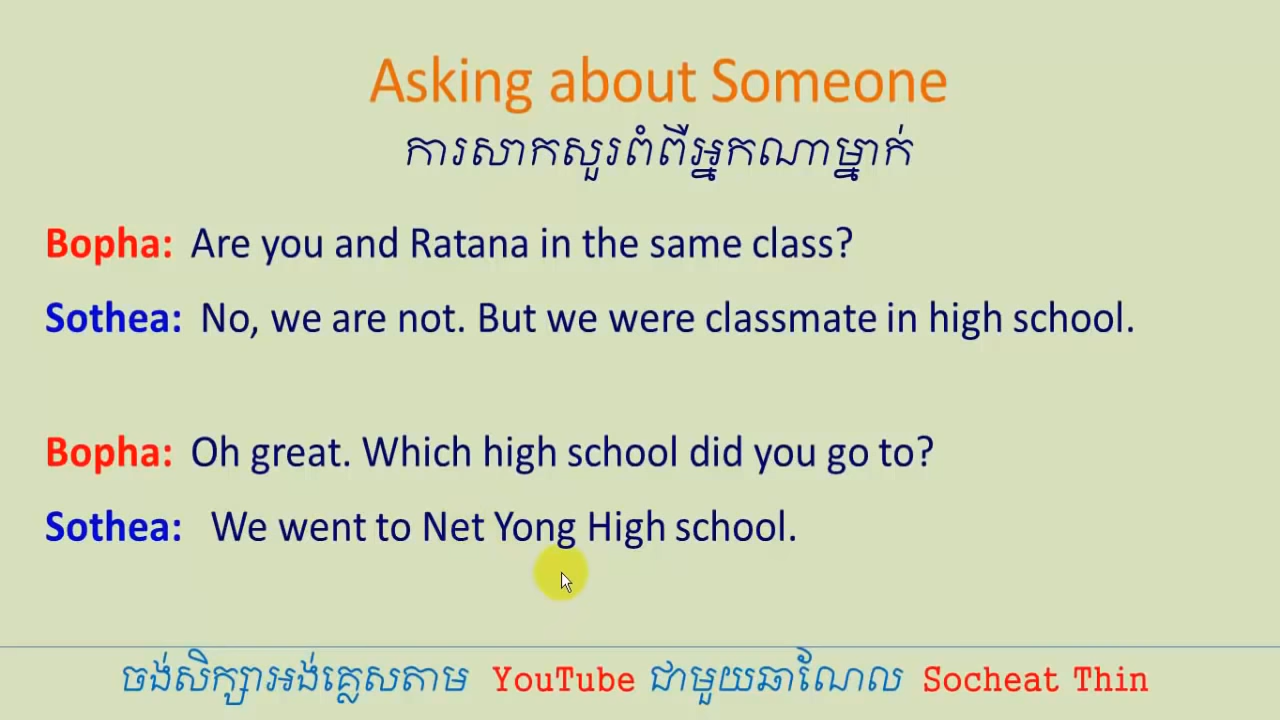 Asking about Someone
ការសាកសួរពំពីអ្នកណាម្នាក់
Bopha: Are you and Ratana in the same class?
Sothea: No, we are not. But we were classmate in high school.
Bopha: Oh great. Which high school did you go to?
Sothea: We went to Net Yong High school.
ចង់សិក្សាអង់គ្លេសតាម YouTube ជាមួយឆាណែល Socheat Thin